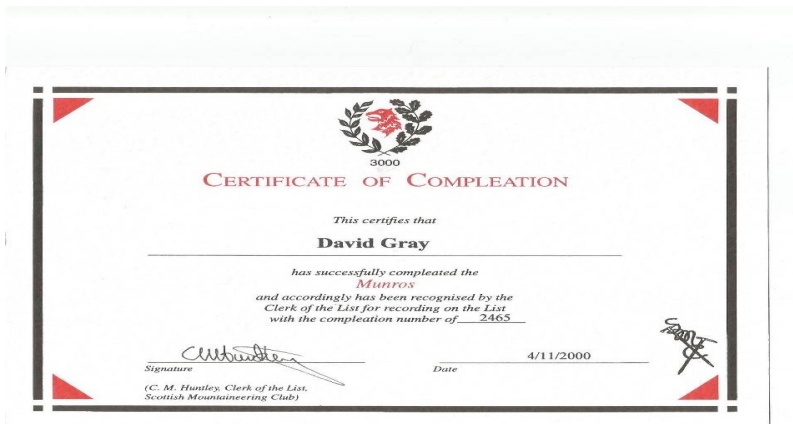 3000
CERTIFICATE OF COMPLEATION
This certifies that
David Gray
has successfully compleated the
Munros
and accordingly has been recognised by the
Clerk of the List for recording on the List
with the compleation number of 2465
4/11/2000
Signature Date
(C. M. Huntley, Clerk of the List,
Scottish Mountaineering Club)